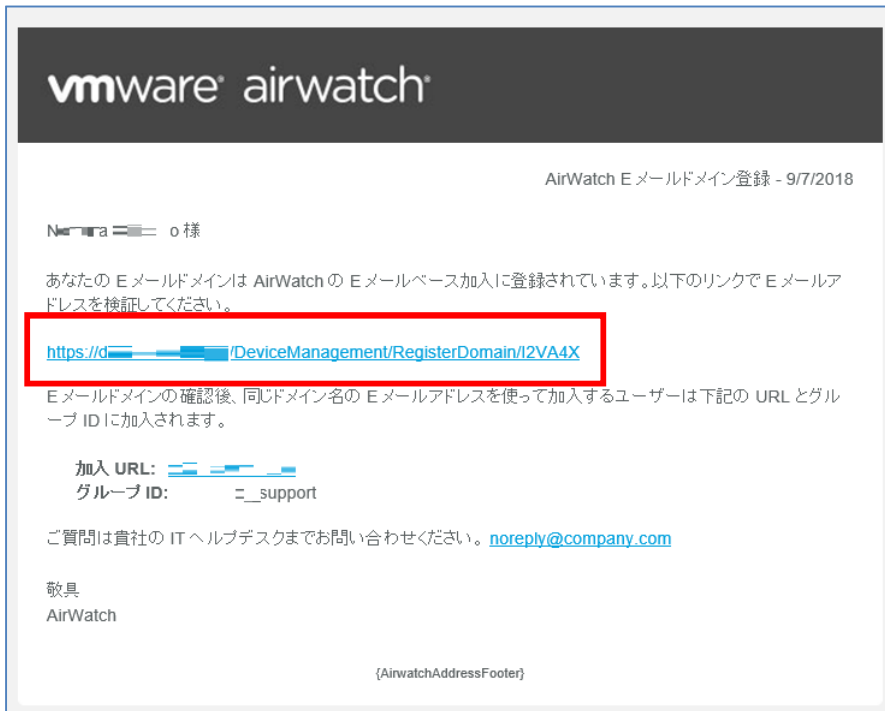 vmware airwatch
AirWatch Eメールドメイン登録 - 9/7/2018
様
あなたの Eメールドメインは AirWatch の Eメールベース加入に登録されています。以下のリンクで Eメールア
ドレスを検証してください。
https://d /DeviceManagement/RegisterDomain/I2VA4X
Eメールドメインの確認後、同じドメイン名の Eメールアドレスを使って加入するユーザーは下記の URL とグル
ープ ID に加入されます。
加入 URL:
グループ ID: __support
ご質問は貴社の IT ヘルプデスクまでお問い合わせください。 noreply@company.com
敬具
AirWatch
{AirwatchAddressFooter}